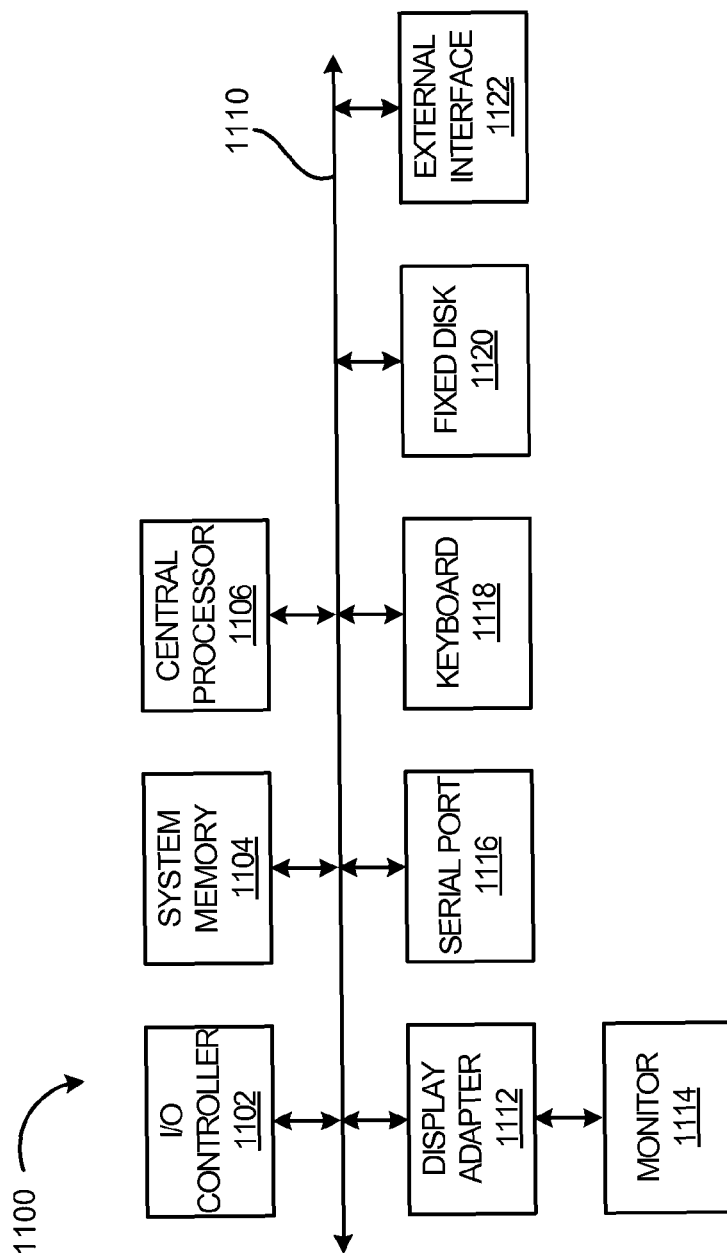 1100
I/O
CONTROLLER
1102
SYSTEM
MEMORY
1104
CENTRAL
PROCESSOR
1106
1110
DISPLAY
ADAPTER
1112
SERIAL PORT
1116
KEYBOARD
1118
FIXED DISK
1120
EXTERNAL
INTERFACE
1122
MONITOR
1114